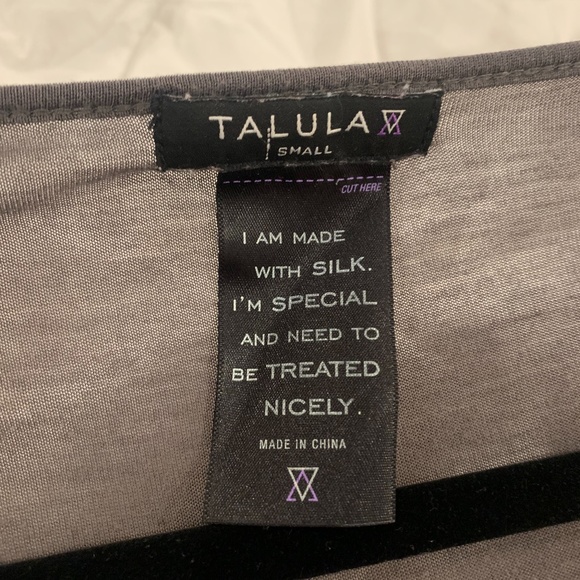 TALULA
SMALL
CUT HERE
I AM MADE
WITH SILK.
I'M SPECIAL
AND NEED TO
BE TREATED
NICELY.
MADE IN CHINA